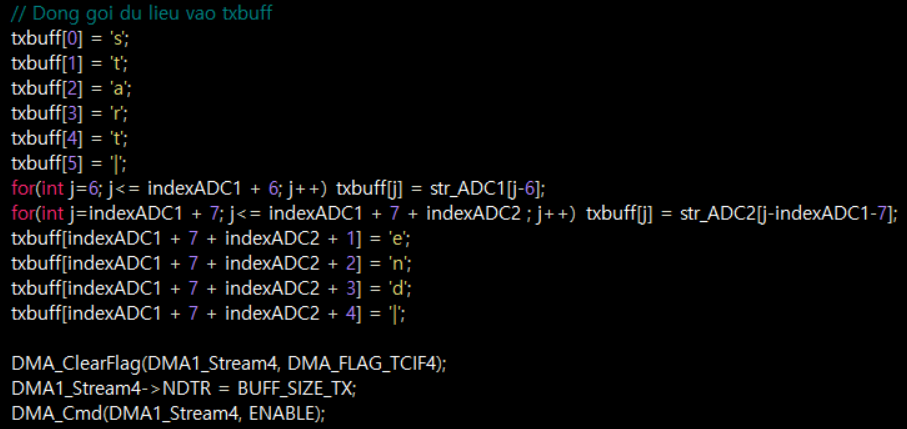 // Dong goi du lieu vao txbuff
txbuff[0] = 's';
txbuff[1] = 't';
txbuff[2] = 'a';
txbuff[3] = 'r';
txbuff[4] = 't';
txbuff[5] = '|';
for(int j=6; j<= indexADC1 + 6; j++) txbuff[j] = str_ADC1[j-6];
for(int j=indexADC1 + 7; j<= indexADC1 + 7 + indexADC2 ; j++) txbuff[j] = str_ADC2[j-indexADC1-7];
txbuff[indexADC1 + 7 + indexADC2 + 1] = 'e';
txbuff[indexADC1 + 7 + indexADC2 + 2] = 'n';
txbuff[indexADC1 + 7 + indexADC2 + 3] = 'd';
txbuff[indexADC1 + 7 + indexADC2 + 4] = '|';
DMA_ClearFlag(DMA1_Stream4, DMA_FLAG_TCIF4);
DMA1_Stream4->NDTR = BUFF_SIZE_TX;
DMA_Cmd(DMA1_Stream4, ENABLE);